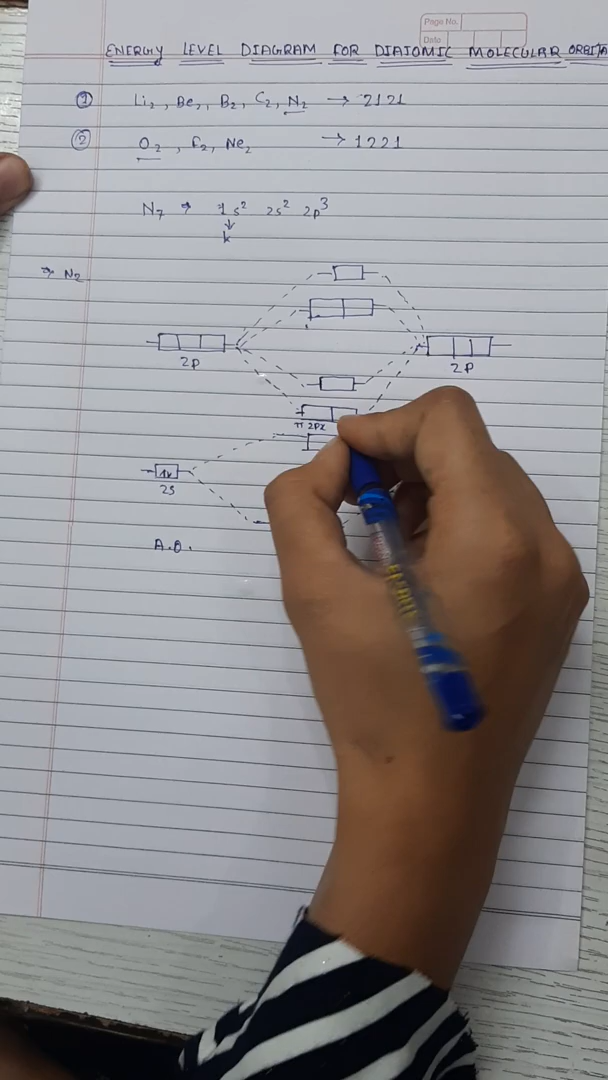 Page No.
Date
ENERGY LEVEL DIAGRAM FOR DIATOMIC MOLECULAR ORBITA
① Li₂, Be₂, B₂, C₂, N₂ → 2121
② O₂, F₂, Ne₂ → 1221
N₇ → 1s² 2s² 2p³
↓
k
⇒ N₂
2p 2p
π 2px
1↓
2s
A.O.